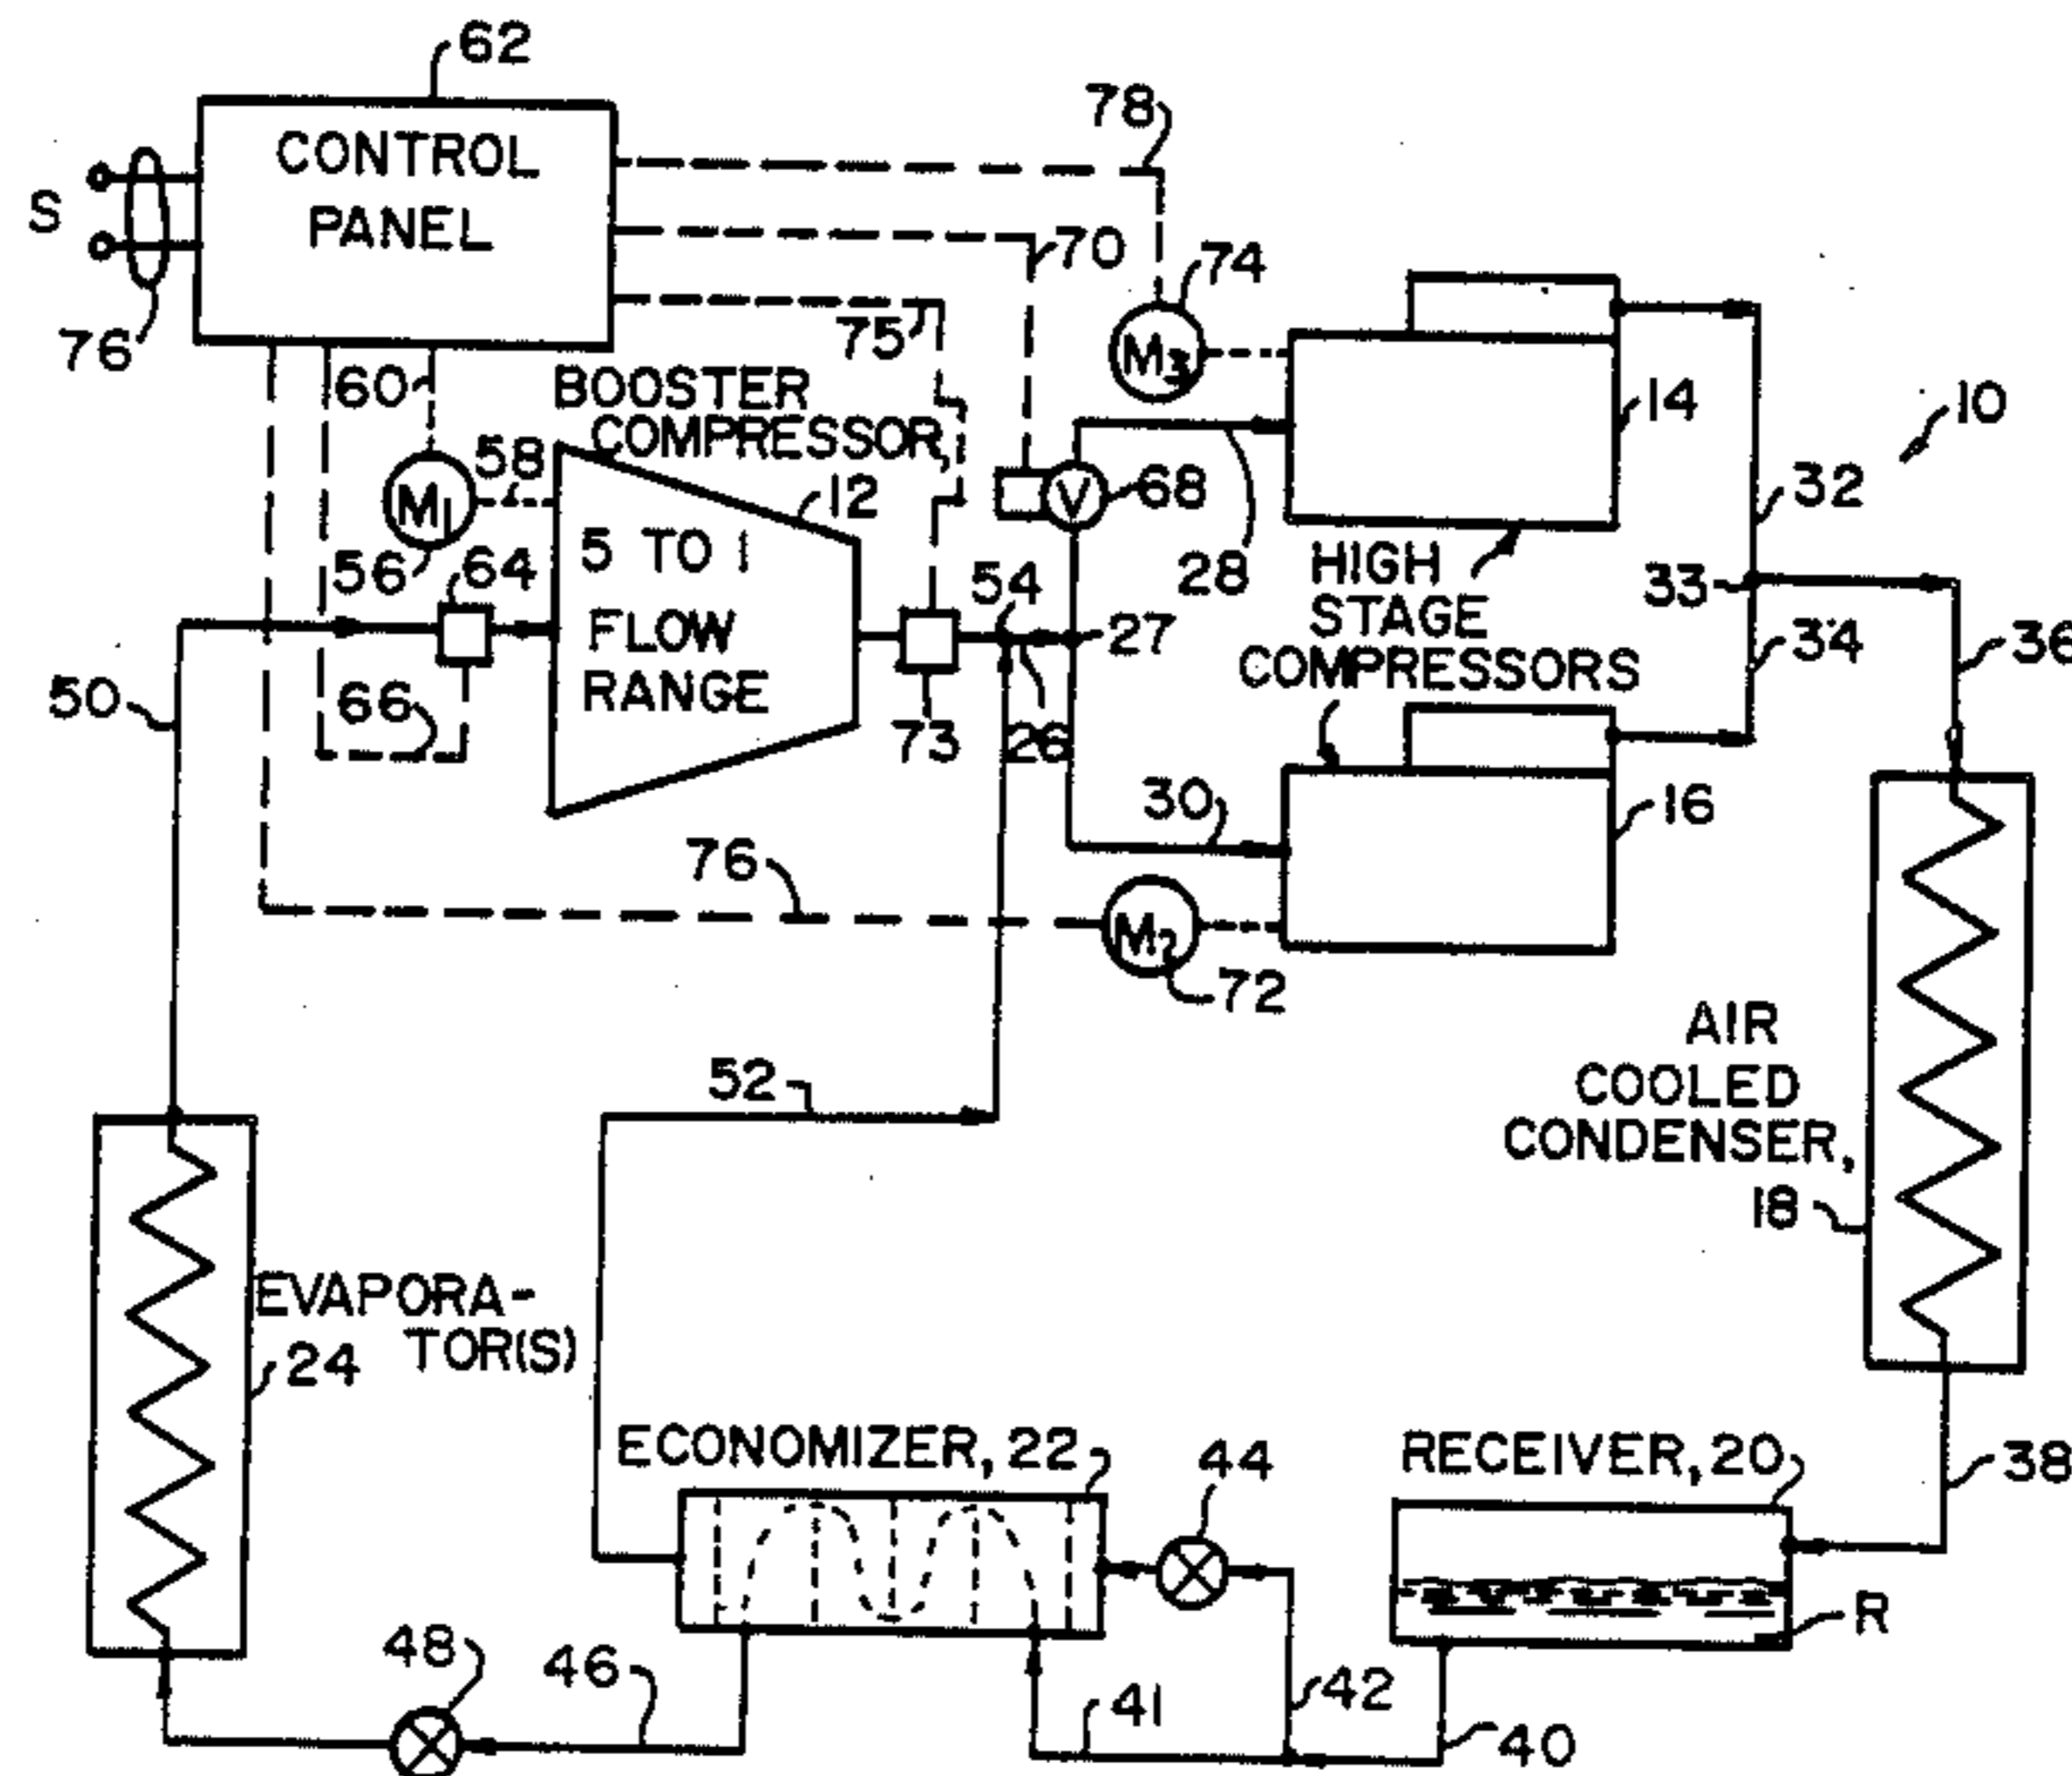 62
CONTROL
PANEL
S
76
78
70
75
74
M3
60
BOOSTER
COMPRESSOR,
12
58
M1
56
64
5 TO 1
FLOW
RANGE
V
68
14
10
32
28
HIGH
STAGE
COMPRESSORS
33
34
36
54
27
50
66
73
26
30
16
76
M2
72
AIR
COOLED
CONDENSER,
18
52
EVAPORA-
TOR(S)
24
ECONOMIZER, 22
44
RECEIVER, 20
38
R
48
46
41
42
40